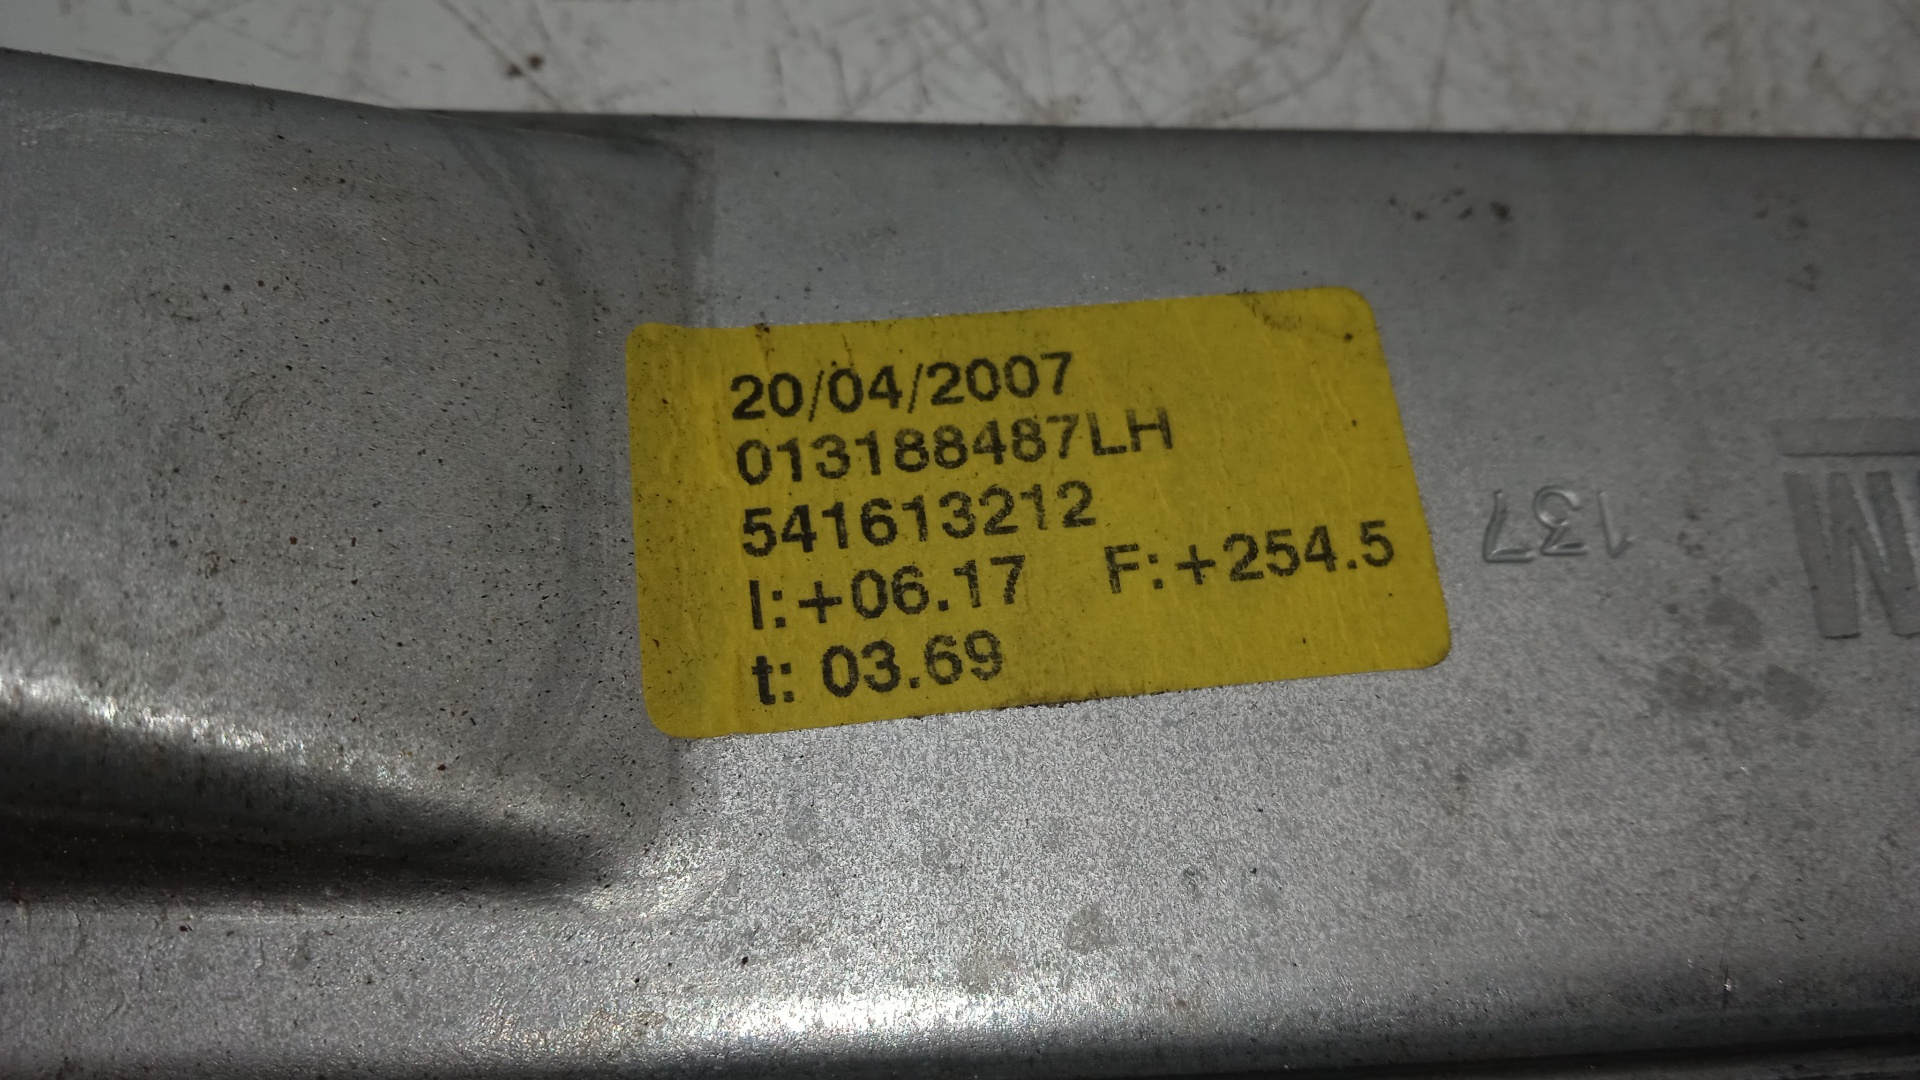 20/04/2007
013188487LH
541613212
I:+06.17 F:+254.5
t: 03.69
137